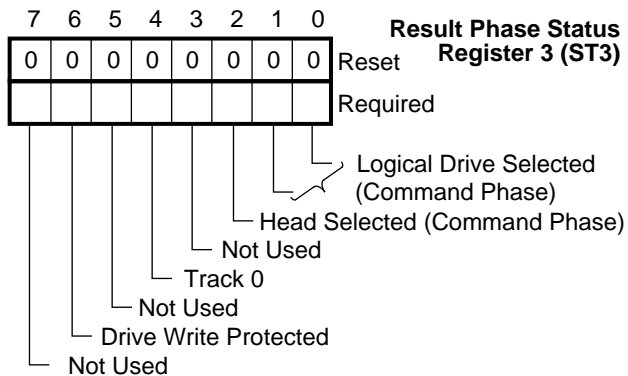 7 6 5 4 3 2 1 0
Result Phase Status
Register 3 (ST3)
0 0 0 0 0 0 0 0 Reset
Required
Logical Drive Selected
(Command Phase)
Head Selected (Command Phase)
Not Used
Track 0
Not Used
Drive Write Protected
Not Used